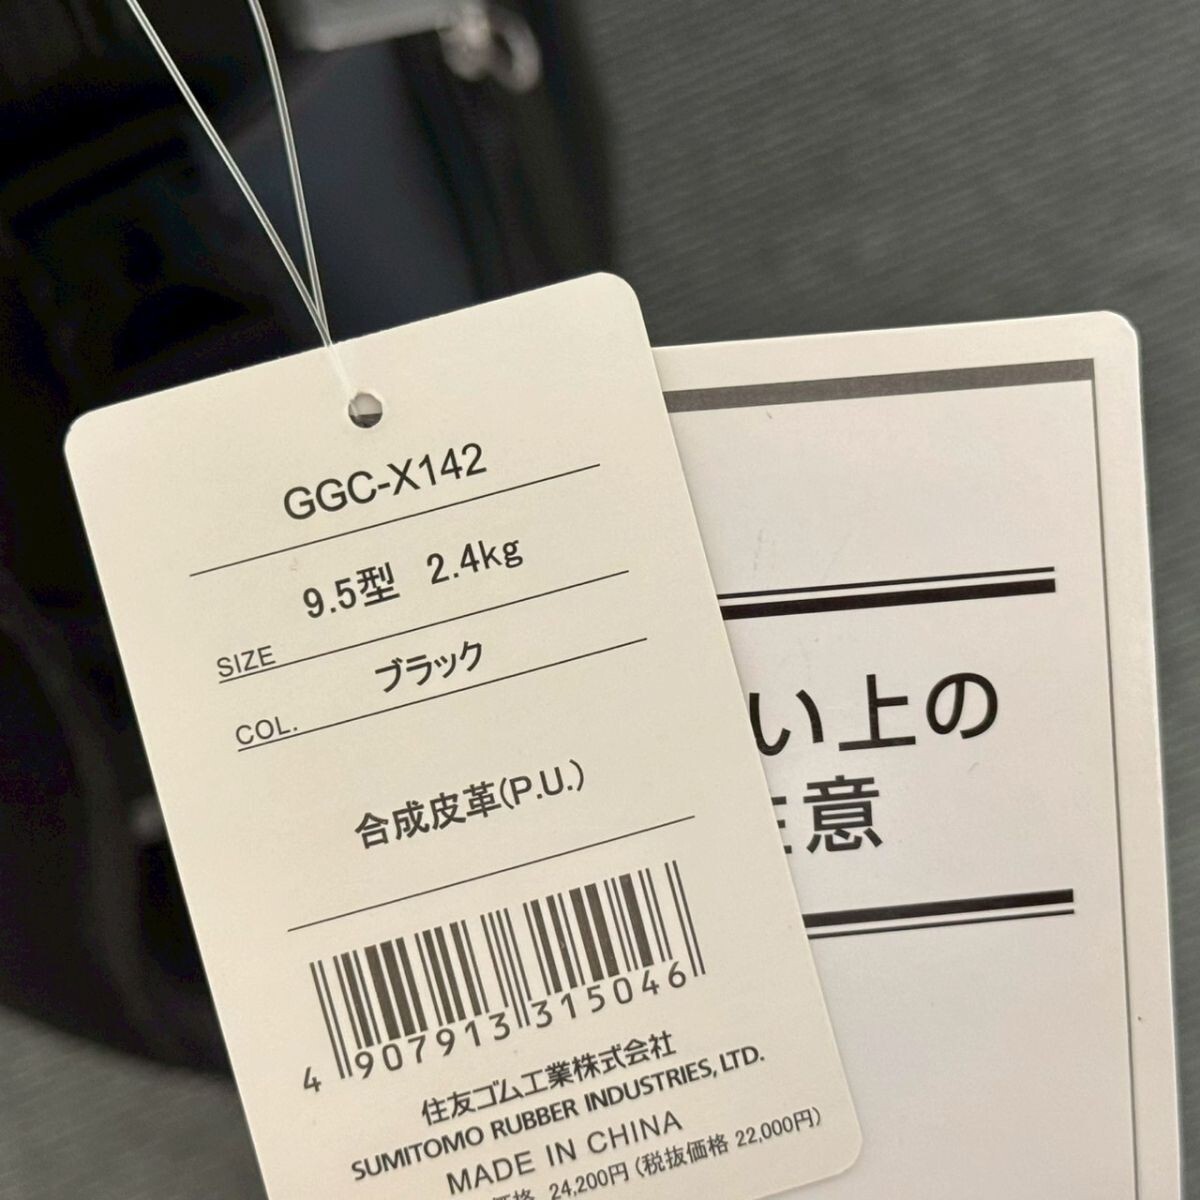 GGC-X142
9.5型 2.4kg
SIZE
ブラック
COL.
合成皮革(P.U.)
4 907913 315046
住友ゴム工業株式会社
SUMITOMO RUBBER INDUSTRIES, LTD.
MADE IN CHINA
価格 24,200円 (税抜価格 22,000円)
い上の
注意